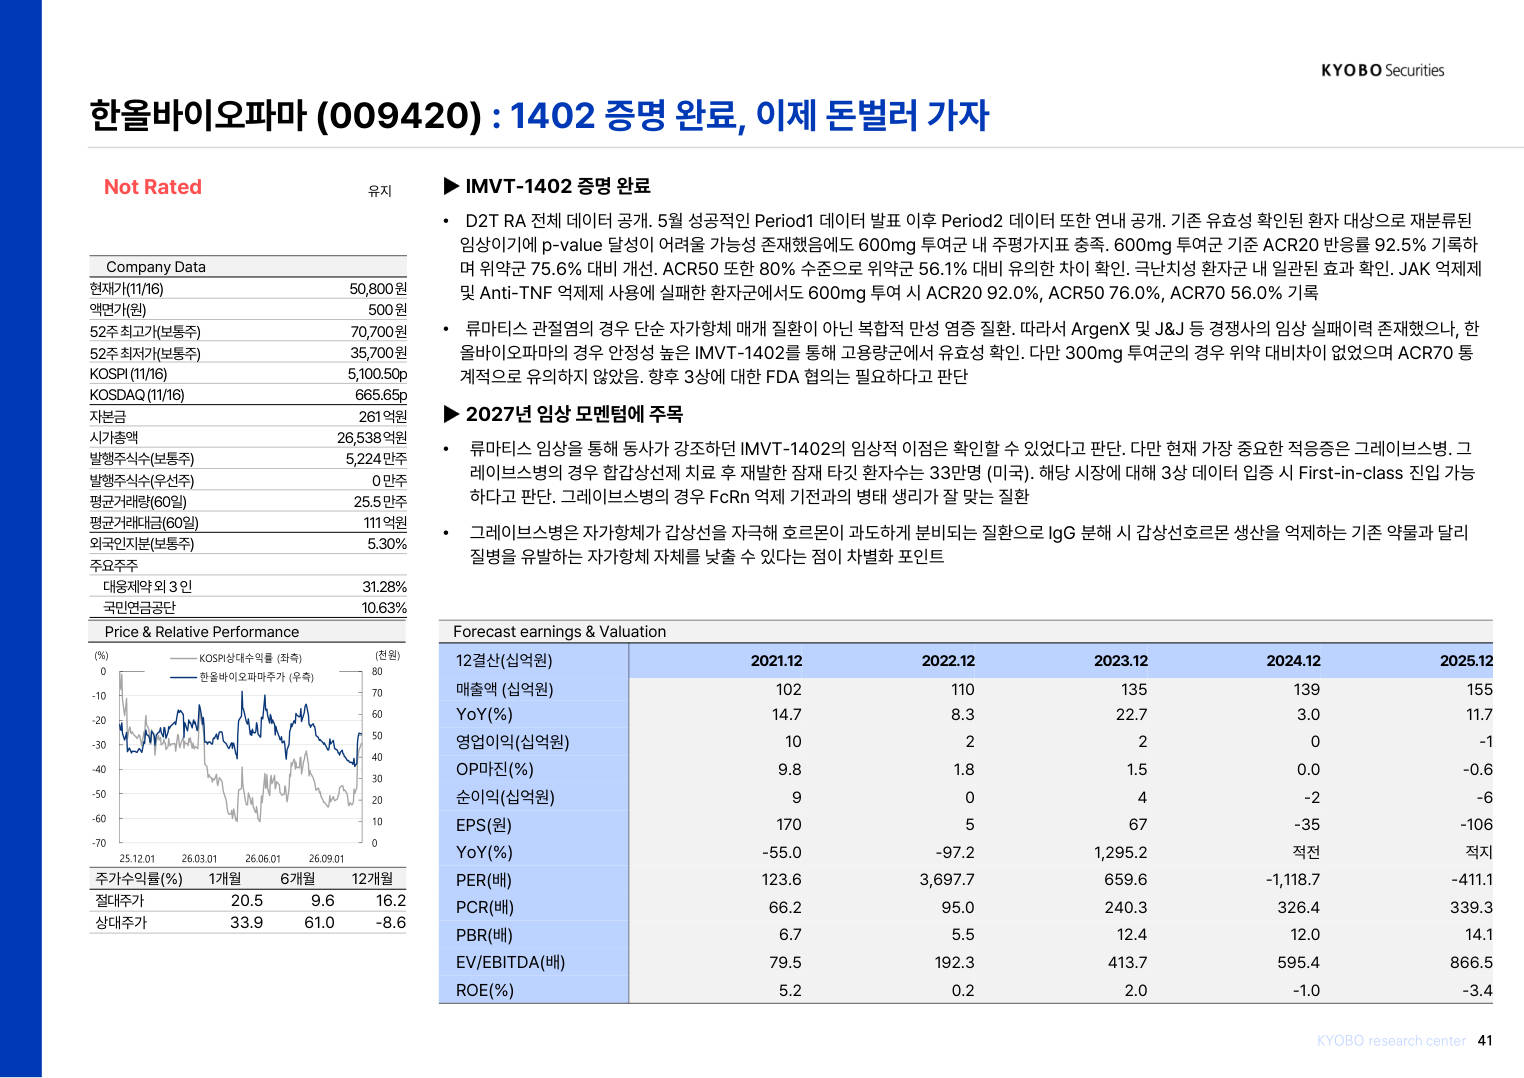 KYOBO Securities
한올바이오파마 (009420) : 1402 증명 완료, 이제 돈벌러 가자
Not Rated 유지
Company Data
현재가(11/16) 50,800원
액면가(원) 500원
52주 최고가(보통주) 70,700원
52주 최저가(보통주) 35,700원
KOSPI (11/16) 5,100.50p
KOSDAQ (11/16) 665.65p
자본금 261억원
시가총액 26,538억원
발행주식수(보통주) 5,224만주
발행주식수(우선주) 0만주
평균거래량(60일) 25.5만주
평균거래대금(60일) 111억원
외국인지분(보통주) 5.30%
주요주주
대웅제약 외 3 인 31.28%
국민연금공단 10.63%
Price & Relative Performance
(%) (천원)
KOSPI상대수익률 (좌측)
한올바이오파마주가 (우측)
0 80
-10 70
-20 60
-30 50
-40 40
-50 30
-60 20
-70 10
0
25.12.01 26.03.01 26.06.01 26.09.01
주가수익률(%) 1개월 6개월 12개월
절대주가 20.5 9.6 16.2
상대주가 33.9 61.0 -8.6
▶ IMVT-1402 증명 완료
• D2T RA 전체 데이터 공개. 5월 성공적인 Period1 데이터 발표 이후 Period2 데이터 또한 연내 공개. 기존 유효성 확인된 환자 대상으로 재분류된
임상이기에 p-value 달성이 어려울 가능성 존재했음에도 600mg 투여군 내 주평가지표 충족. 600mg 투여군 기준 ACR20 반응률 92.5% 기록하
며 위약군 75.6% 대비 개선. ACR50 또한 80% 수준으로 위약군 56.1% 대비 유의한 차이 확인. 극난치성 환자군 내 일관된 효과 확인. JAK 억제제
및 Anti-TNF 억제제 사용에 실패한 환자군에서도 600mg 투여 시 ACR20 92.0%, ACR50 76.0%, ACR70 56.0% 기록
• 류마티스 관절염의 경우 단순 자가항체 매개 질환이 아닌 복합적 만성 염증 질환. 따라서 ArgenX 및 J&J 등 경쟁사의 임상 실패이력 존재했으나, 한
올바이오파마의 경우 안정성 높은 IMVT-1402를 통해 고용량군에서 유효성 확인. 다만 300mg 투여군의 경우 위약 대비차이 없었으며 ACR70 통
계적으로 유의하지 않았음. 향후 3상에 대한 FDA 협의는 필요하다고 판단
▶ 2027년 임상 모멘텀에 주목
• 류마티스 임상을 통해 동사가 강조하던 IMVT-1402의 임상적 이점은 확인할 수 있었다고 판단. 다만 현재 가장 중요한 적응증은 그레이브스병. 그
레이브스병의 경우 합갑상선제 치료 후 재발한 잠재 타깃 환자수는 33만명 (미국). 해당 시장에 대해 3상 데이터 입증 시 First-in-class 진입 가능
하다고 판단. 그레이브스병의 경우 FcRn 억제 기전과의 병태 생리가 잘 맞는 질환
• 그레이브스병은 자가항체가 갑상선을 자극해 호르몬이 과도하게 분비되는 질환으로 IgG 분해 시 갑상선호르몬 생산을 억제하는 기존 약물과 달리
질병을 유발하는 자가항체 자체를 낮출 수 있다는 점이 차별화 포인트
Forecast earnings & Valuation
12결산(십억원) 2021.12 2022.12 2023.12 2024.12 2025.12
매출액 (십억원) 102 110 135 139 155
YoY(%) 14.7 8.3 22.7 3.0 11.7
영업이익(십억원) 10 2 2 0 -1
OP마진(%) 9.8 1.8 1.5 0.0 -0.6
순이익(십억원) 9 0 4 -2 -6
EPS(원) 170 5 67 -35 -106
YoY(%) -55.0 -97.2 1,295.2 적전 적지
PER(배) 123.6 3,697.7 659.6 -1,118.7 -411.1
PCR(배) 66.2 95.0 240.3 326.4 339.3
PBR(배) 6.7 5.5 12.4 12.0 14.1
EV/EBITDA(배) 79.5 192.3 413.7 595.4 866.5
ROE(%) 5.2 0.2 2.0 -1.0 -3.4
KYOBO research center 41